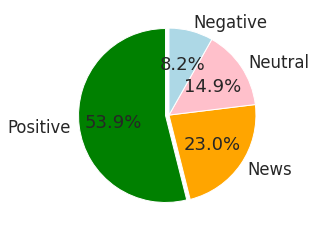 Negative
8.2%
Neutral
14.9%
Positive
53.9%
23.0%
News